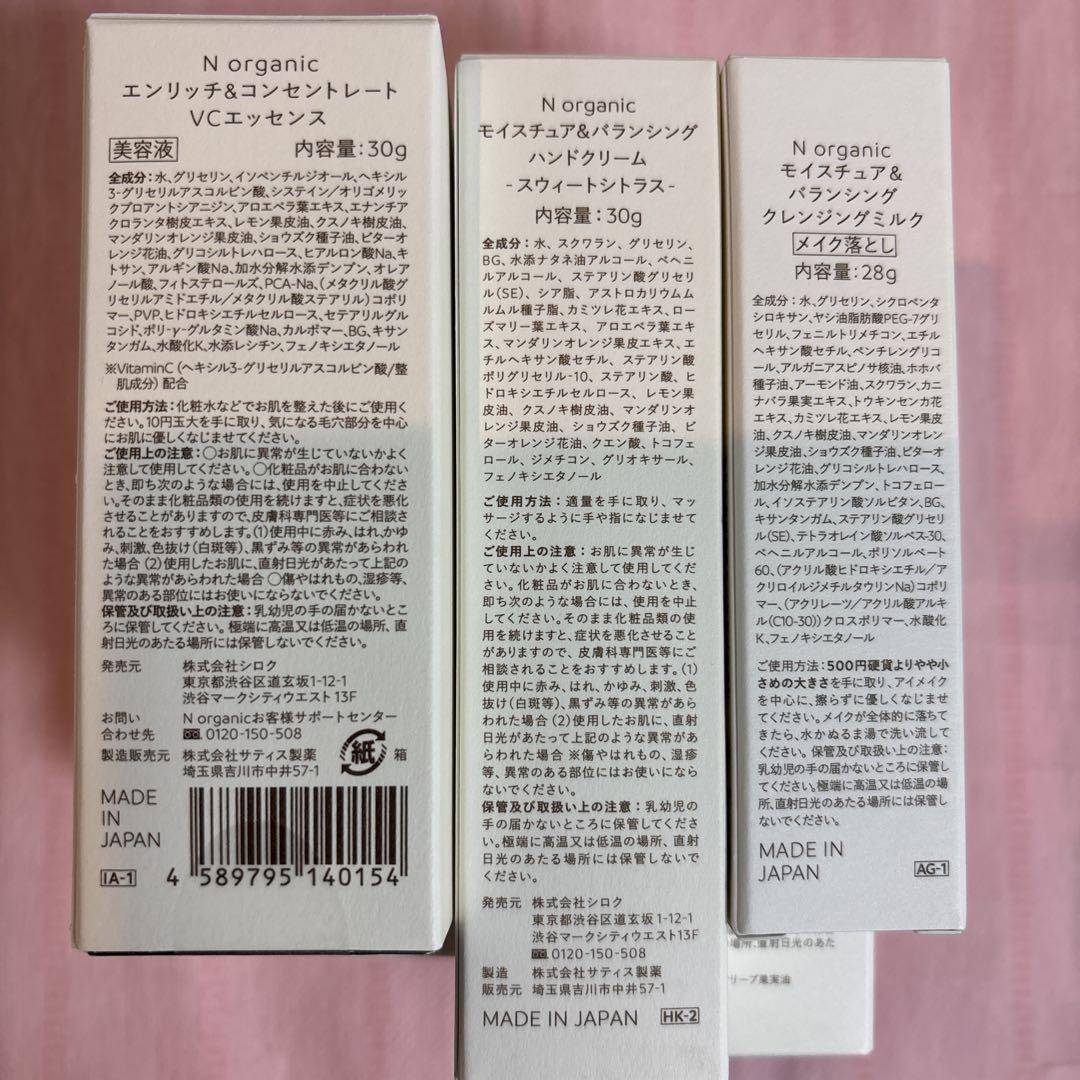 N organic
エンリッチ&コンセントレート
VCエッセンス
美容液 内容量:30g
全成分:水、グリセリン、イソペンチルジオール、ヘキシル
3-グリセリルアスコルビン酸、システイン/オリゴメリッ
クプロアントシアニジン、アロエベラ葉エキス、エナンチア
クロランタ樹皮エキス、レモン果皮油、クスノキ樹皮油、
マンダリンオレンジ果皮油、ショウズク種子油、ビターオ
レンジ花油、グリコシルトレハロース、ヒアルロン酸Na、キ
トサン、アルギン酸Na、加水分解水添デンプン、オレア
ノール酸、フィトステロールズ、PCA-Na、(メタクリル酸グ
リセリルアミドエチル/メタクリル酸ステアリル)コポリ
マー、PVP、ヒドロキシエチルセルロース、セテアリルグル
コシド、ポリ-γ-グルタミン酸Na、カルボマー、BG、キサン
タンガム、水酸化K、水添レシチン、フェノキシエタノール
※VitaminC (ヘキシル3-グリセリルアスコルビン酸/整
肌成分) 配合
ご使用方法:化粧水などでお肌を整えた後にご使用く
ださい。10円玉大を手に取り、気になる毛穴部分を中心
にお肌に優しくなじませてください。
ご使用上の注意:○お肌に異常が生じていないかよく
注意して使用してください。○化粧品がお肌に合わない
とき、即ち次のような場合には、使用を中止してくださ
い。そのまま化粧品類の使用を続けますと、症状を悪化
させることがありますので、皮膚科専門医等にご相談さ
れることをおすすめします。(1)使用中に赤み、はれ、かゆ
み、刺激、色抜け(白斑等)、黒ずみ等の異常があらわれ
た場合 (2)使用したお肌に、直射日光があたって上記の
ような異常があらわれた場合 ○傷やはれもの、湿疹等、
異常のある部位にはお使いにならないでください。
保管及び取扱い上の注意:乳幼児の手の届かないとこ
ろに保管してください。極端に高温又は低温の場所、直
射日光のあたる場所には保管しないでください。
発売元 株式会社シロク
東京都渋谷区道玄坂1-12-1
渋谷マークシティウエスト 13F
お問い N organicお客様サポートセンター
合わせ先 0120-150-508
製造販売元 株式会社サティス製薬
埼玉県吉川市中井57-1
紙 箱
MADE
IN
JAPAN
IA-1
4 589795 140154
N organic
モイスチュア&バランシング
ハンドクリーム
-スウィートシトラス-
内容量:30g
全成分:水、スクワラン、グリセリン、
BG、水添ナタネ油アルコール、ベヘニ
ルアルコール、ステアリン酸グリセリ
ル(SE)、シア脂、アストロカリウムム
ルムル種子脂、カミツレ花エキス、ロー
ズマリー葉エキス、アロエベラ葉エキ
ス、マンダリンオレンジ果皮エキス、エ
チルヘキサン酸セチル、ステアリン酸
ポリグリセリル-10、ステアリン酸、ヒ
ドロキシエチルセルロース、レモン果
皮油、クスノキ樹皮油、マンダリンオ
レンジ果皮油、ショウズク種子油、ビ
ターオレンジ花油、クエン酸、トコフェ
ロール、ジメチコン、グリオキサール、
フェノキシエタノール
ご使用方法:適量を手に取り、マッ
サージするように手や指になじませて
ください。
ご使用上の注意:お肌に異常が生じ
ていないかよく注意して使用してくだ
さい。化粧品がお肌に合わないとき、
即ち次のような場合には、使用を中止
してください。そのまま化粧品類の使
用を続けますと、症状を悪化させること
がありますので、皮膚科専門医等にご
相談されることをおすすめします。(1)
使用中に赤み、はれ、かゆみ、刺激、色
抜け(白斑等)、黒ずみ等の異常があら
われた場合 (2)使用したお肌に、直射
日光があたって上記のような異常があ
らわれた場合 ※傷やはれもの、湿疹
等、異常のある部位にはお使いになら
ないでください。
保管及び取扱い上の注意:乳幼児の
手の届かないところに保管してくださ
い。極端に高温又は低温の場所、直射
日光のあたる場所には保管しないで
ください。
発売元 株式会社シロク
東京都渋谷区道玄坂 1-12-1
渋谷マークシティウエスト13F
0120-150-508
製造 株式会社サティス製薬
販売元 埼玉県吉川市中井57-1
MADE IN JAPAN HK-2
N organic
モイスチュア&
バランシング
クレンジングミルク
メイク落とし
内容量:28g
全成分:水、グリセリン、シクロペンタ
シロキサン、ヤシ油脂肪酸PEG-7グリ
セリル、フェニルトリメチコン、エチル
ヘキサン酸セチル、ペンチレングリコ
ール、アルガニアスピノサ核油、ホホバ
種子油、アーモンド油、スクワラン、カニ
ナバラ果実エキス、トウキンセンカ花
エキス、カミツレ花エキス、レモン果皮
油、クスノキ樹皮油、マンダリンオレン
ジ果皮油、ショウズク種子油、ビターオ
レンジ花油、グリコシルトレハロース、
加水分解水添デンプン、トコフェロー
ル、イソステアリン酸ソルビタン、BG、
キサンタンガム、ステアリン酸グリセリ
ル(SE)、テトラオレイン酸ソルベス-30、
ベヘニルアルコール、ポリソルベート
60、(アクリル酸ヒドロキシエチル/ア
クリロイルジメチルタウリンNa)コポリ
マー、(アクリレーツ/アクリル酸アルキ
ル(C10-30))クロスポリマー、水酸化
K、フェノキシエタノール
ご使用方法:500円硬貨よりやや小
さめの大きさを手に取り、アイメイク
を中心に、擦らずに優しくなじませ
てください。メイクが全体的に落ちて
きたら、水かぬるま湯で洗い流して
ください。保管及び取扱い上の注意:
乳幼児の手の届かないところに保管し
てください。極端に高温又は低温の場
所、直射日光のあたる場所には保管し
ないでください。
MADE IN
JAPAN
AG-1
場所、直射日光のあた
リーブ果実油